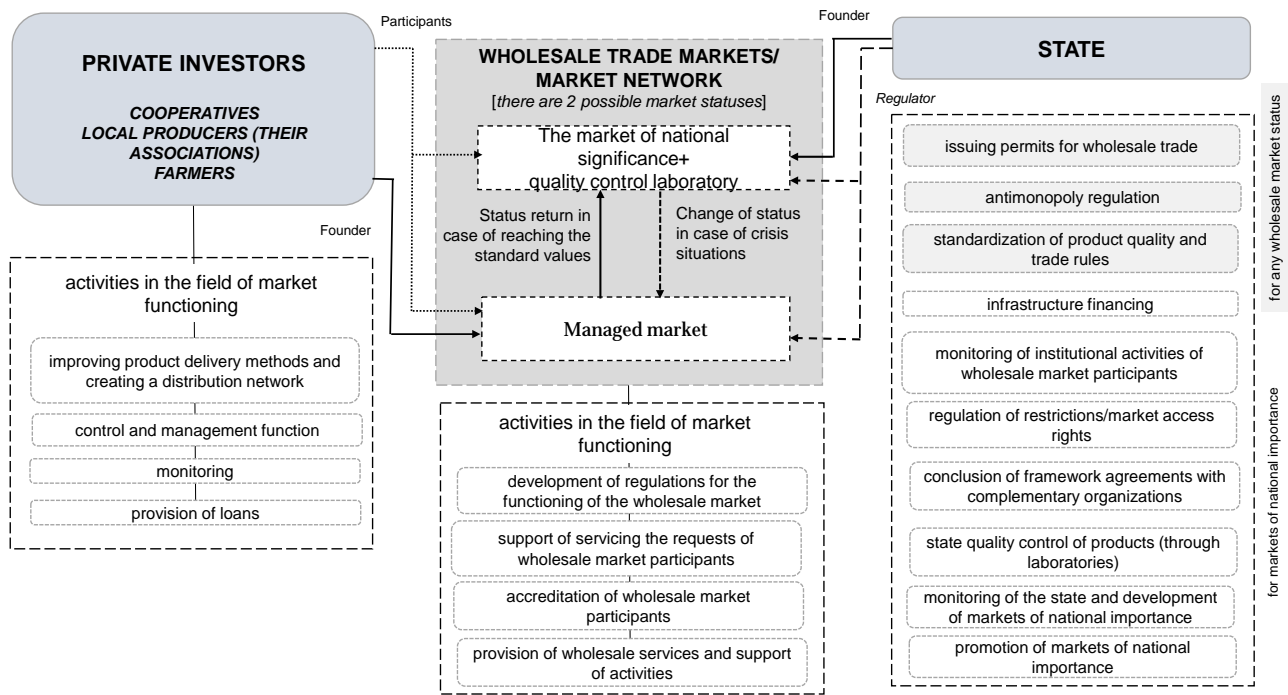 Participants
PRIVATE INVESTORS
COOPERATIVES
LOCAL PRODUCERS (THEIR
ASSOCIATIONS)
FARMERS
Founder
activities in the field of market
functioning
improving product delivery methods and
creating a distribution network
control and management function
monitoring
provision of loans
WHOLESALE TRADE MARKETS/
MARKET NETWORK
[there are 2 possible market statuses]
The market of national
significance+
quality control laboratory
Status return in
case of reaching the
standard values
Change of status
in case of crisis
situations
Managed market
activities in the field of market
functioning
development of regulations for the
functioning of the wholesale market
support of servicing the requests of
wholesale market participants
accreditation of wholesale market
participants
provision of wholesale services and support
of activities
Founder
STATE
Regulator
issuing permits for wholesale trade
antimonopoly regulation
standardization of product quality and
trade rules
infrastructure financing
monitoring of institutional activities of
wholesale market participants
regulation of restrictions/market access
rights
conclusion of framework agreements with
complementary organizations
state quality control of products (through
laboratories)
monitoring of the state and development
of markets of national importance
promotion of markets of national
importance
for any wholesale market status
for markets of national importance